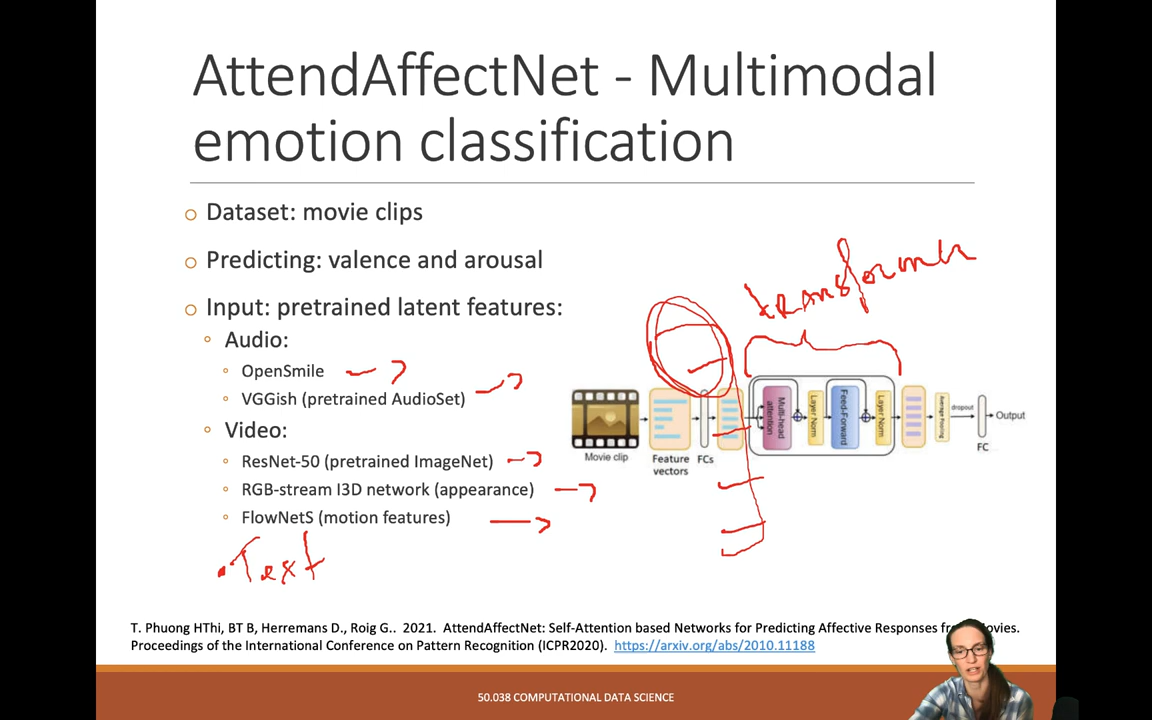 AttendAffectNet - Multimodal
emotion classification
Dataset: movie clips
Predicting: valence and arousal
Input: pretrained latent features:
Audio:
OpenSmile
VGGish (pretrained AudioSet)
Video:
ResNet-50 (pretrained ImageNet)
RGB-stream I3D network (appearance)
FlowNetS (motion features)
Text
transformer
Movie clip
Feature
vectors
FCs
Multi-head
attention
Layer Norm
Feed-Forward
Layer Norm
Average pooling
dropout
FC
Output
T. Phuong HThi, BT B, Herremans D., Roig G.. 2021. AttendAffectNet: Self-Attention based Networks for Predicting Affective Responses fr ovies.
Proceedings of the International Conference on Pattern Recognition (ICPR2020). https://arxiv.org/abs/2010.11188
50.038 COMPUTATIONAL DATA SCIENCE